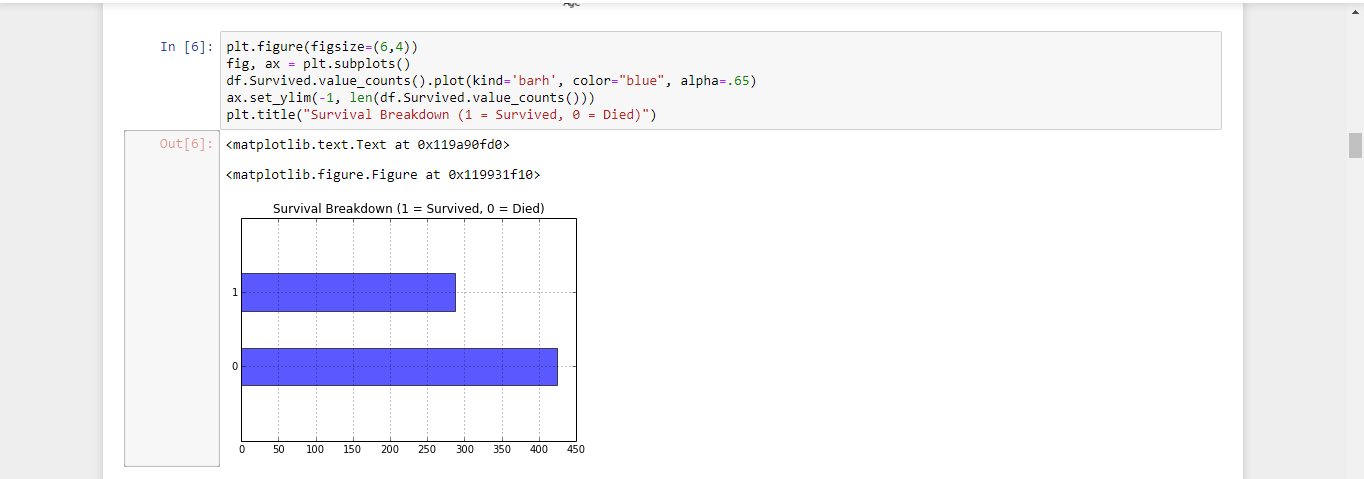 Age
In [6]: plt.figure(figsize=(6,4))
fig, ax = plt.subplots()
df.Survived.value_counts().plot(kind='barh', color="blue", alpha=.65)
ax.set_ylim(-1, len(df.Survived.value_counts()))
plt.title("Survival Breakdown (1 = Survived, 0 = Died)")
Out[6]: <matplotlib.text.Text at 0x119a90fd0>
<matplotlib.figure.Figure at 0x119931f10>
Survival Breakdown (1 = Survived, 0 = Died)
1
0
0 50 100 150 200 250 300 350 400 450